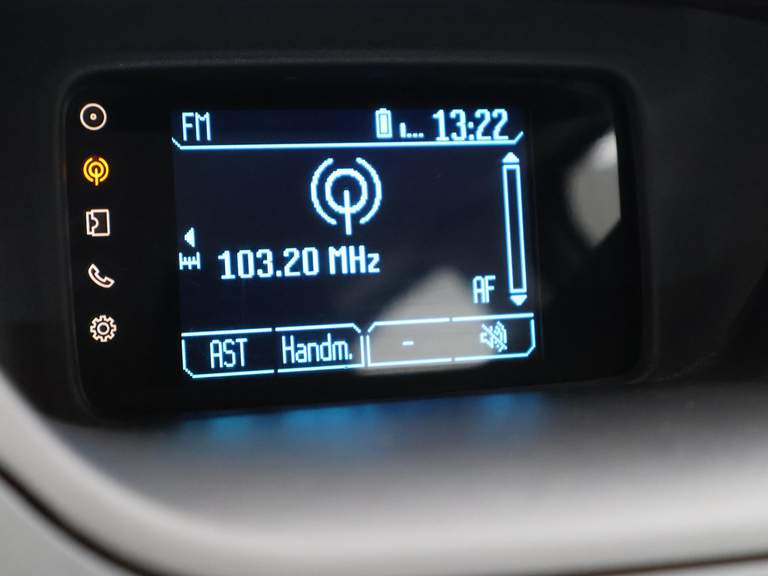 FM 13:22
103.20 MHz
AF
AST Handm. -